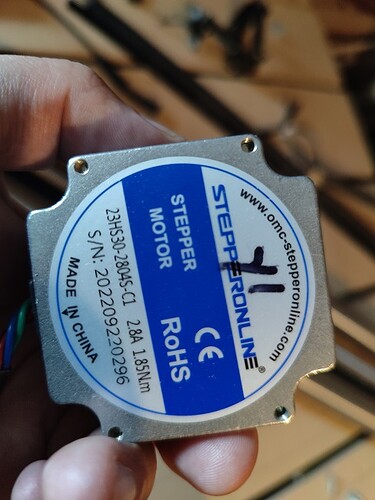 www.omc-stepperonline.com
STEPPERONLINE®
STEPPER
MOTOR
CE
RoHS
23HS30-2804S-C1 2.8A 1.85N.m
S/N: 20220920296
MADE IN CHINA